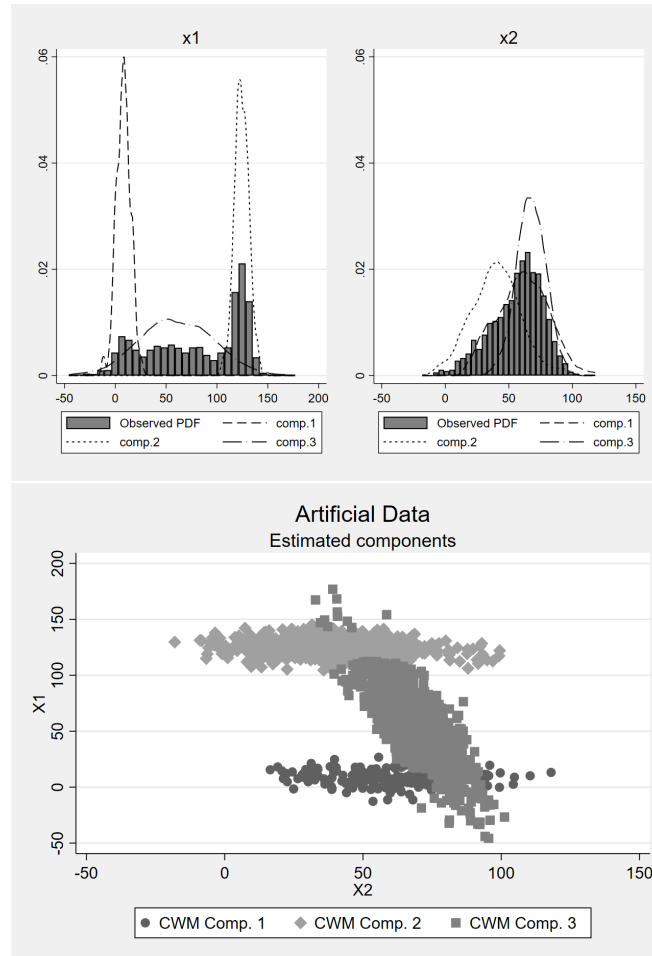 x1
x2
.06
.04
.02
0
-50 0 50 100 150 200
.06
.04
.02
0
-50 0 50 100 150
Observed PDF comp.1
comp.2 comp.3
Observed PDF comp.1
comp.2 comp.3
Artificial Data
Estimated components
X1
200
150
100
50
0
-50
-50 0 50 100 150
X2
CWM Comp. 1 CWM Comp. 2 CWM Comp. 3